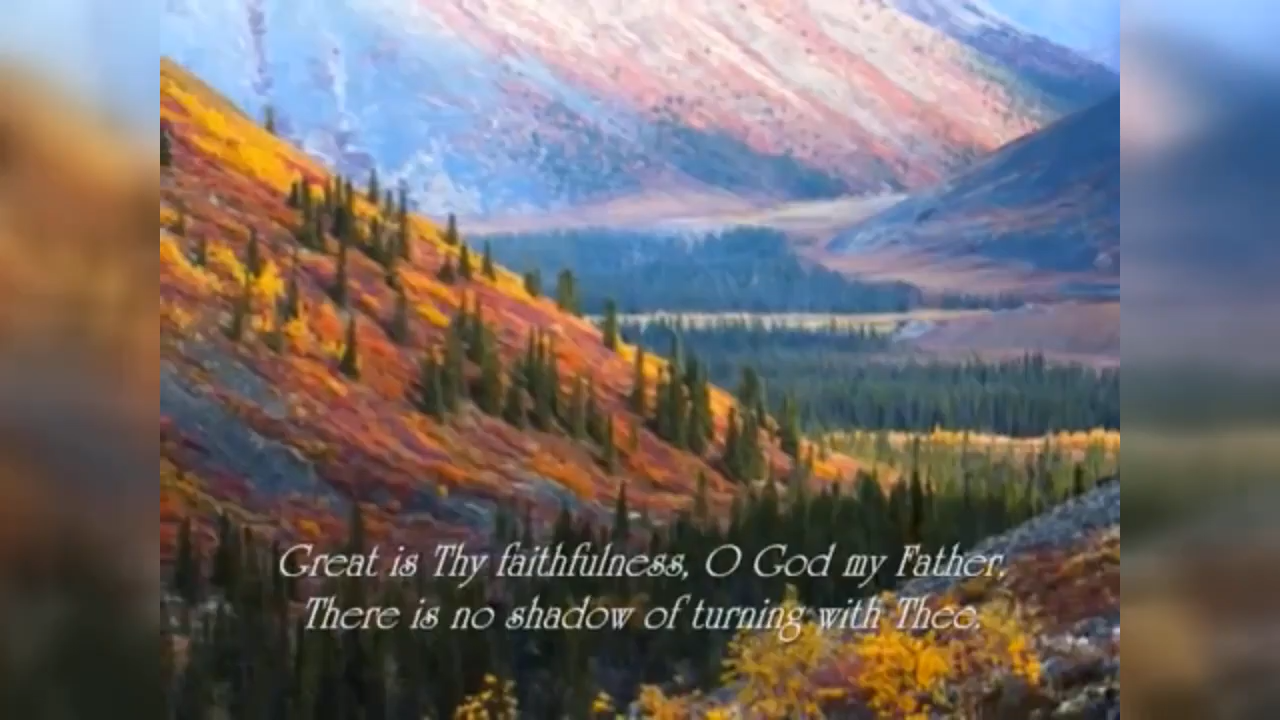 Great is Thy faithfulness, O God my Father,
There is no shadow of turning with Thee.